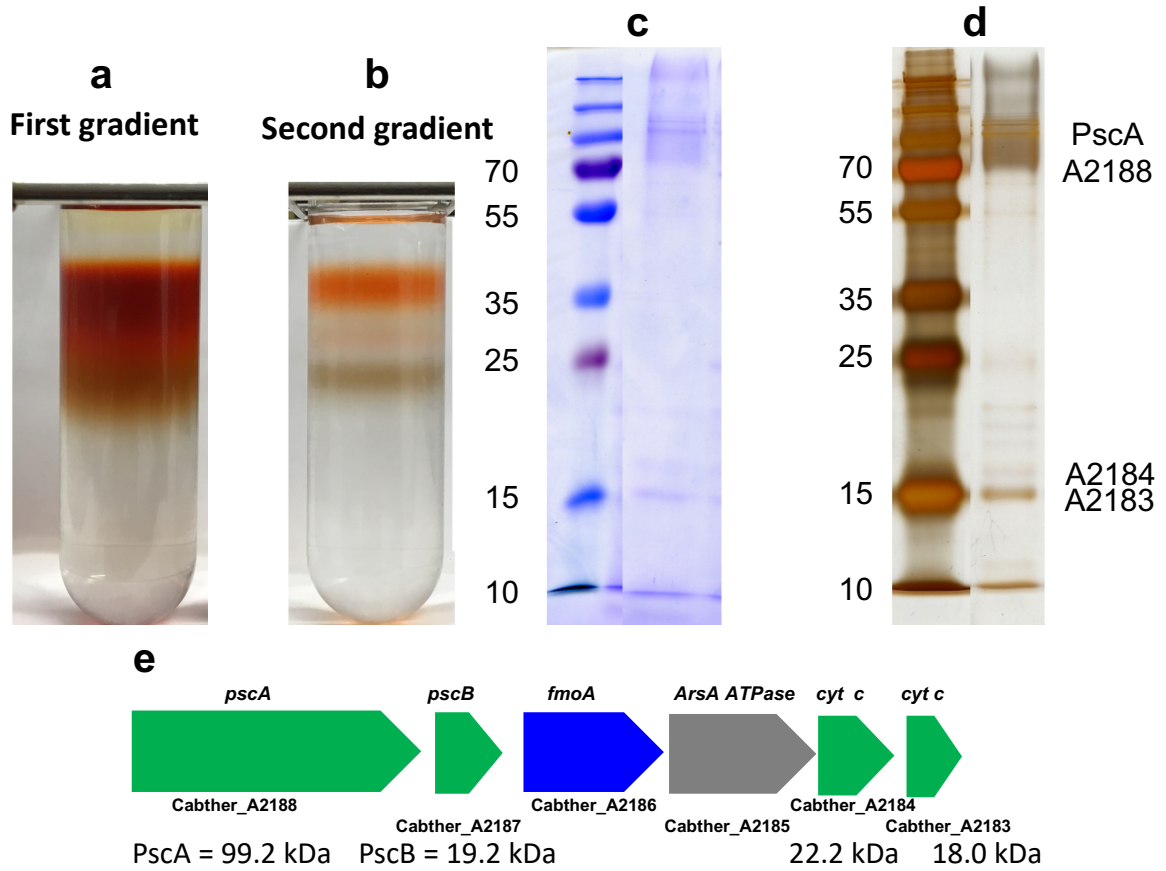 a
First gradient
b
Second gradient
c
70
55
35
25
15
10
d
70
55
35
25
15
10
PscA
A2188
A2184
A2183
e
pscA
pscB
fmoA
ArsA ATPase
cyt c
cyt c
Cabther_A2188
Cabther_A2187
Cabther_A2186
Cabther_A2185
Cabther_A2184
Cabther_A2183
PscA = 99.2 kDa
PscB = 19.2 kDa
22.2 kDa
18.0 kDa